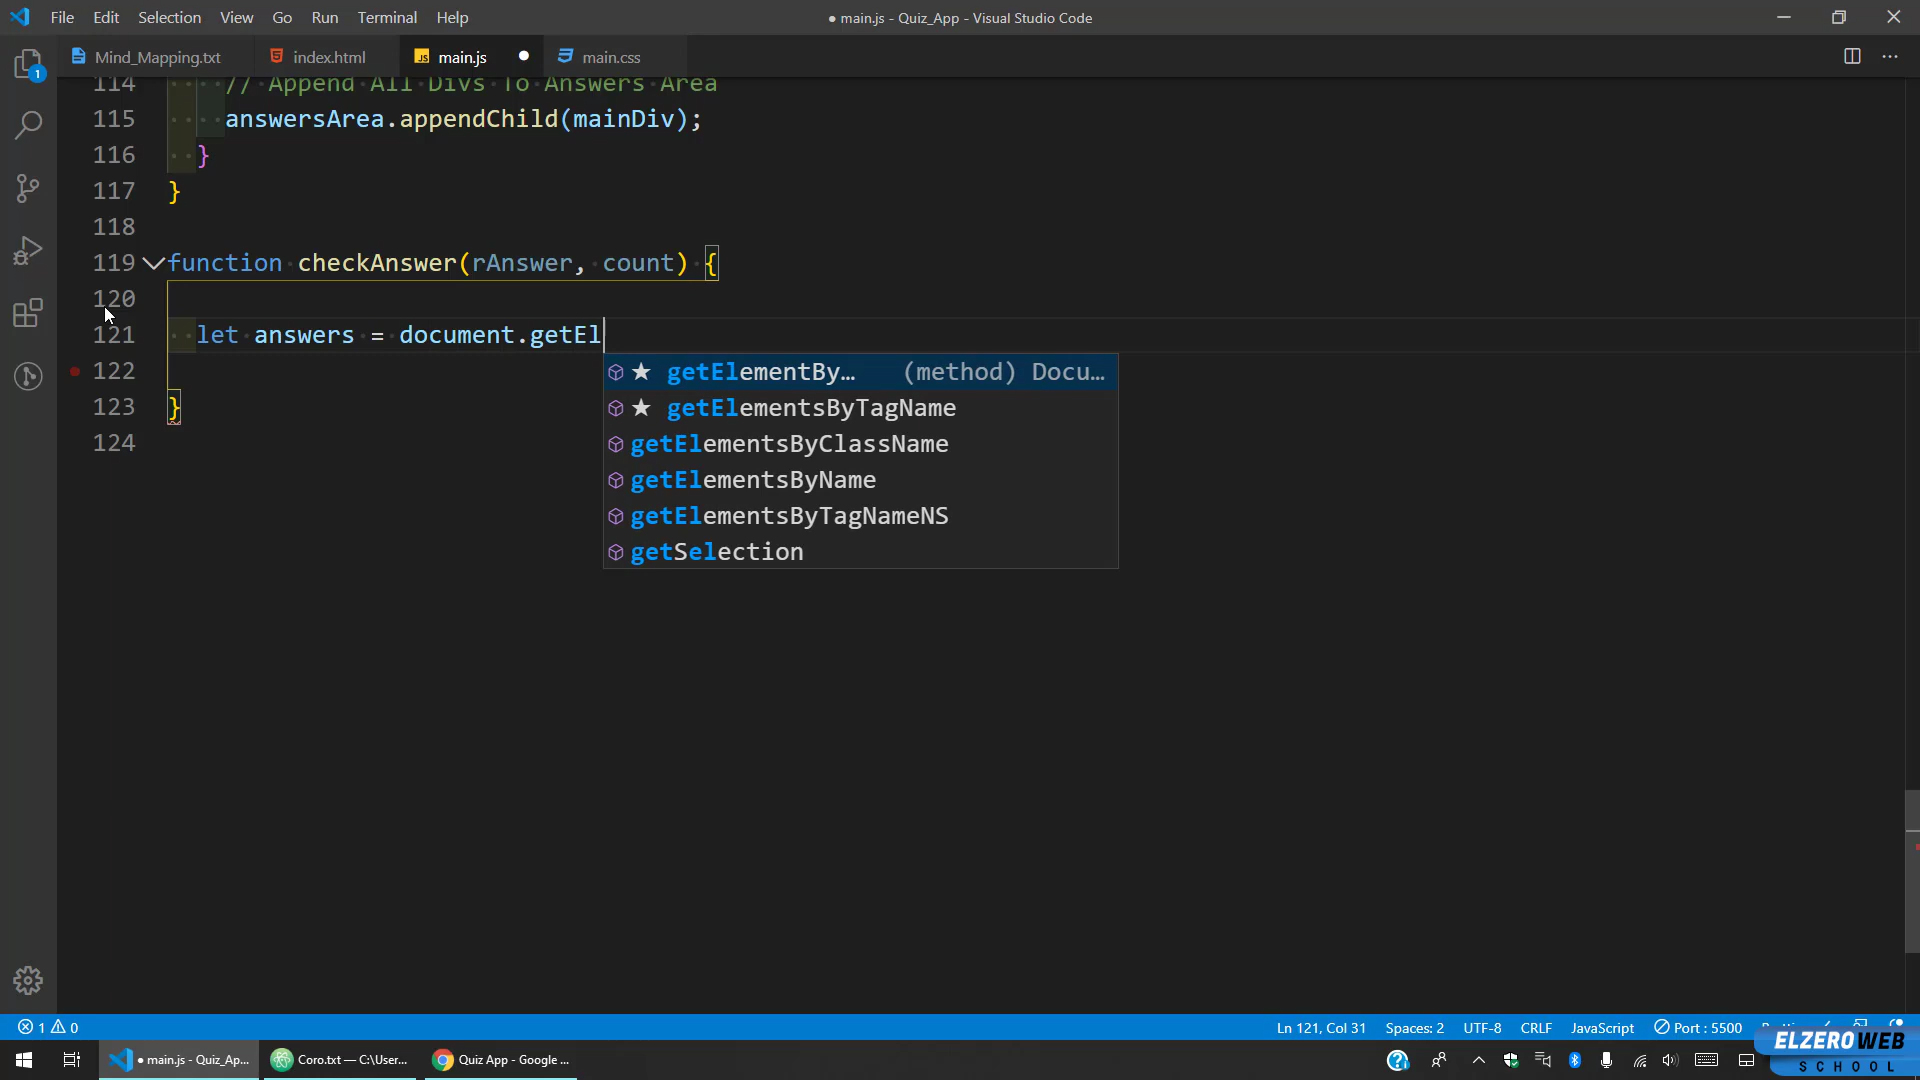 File Edit Selection View Go Run Terminal Help
● main.js - Quiz_App - Visual Studio Code
Mind_Mapping.txt index.html main.js main.css
1
114 // Append All Divs To Answers Area
115 answersArea.appendChild(mainDiv);
116 }
117 }
118
119 function checkAnswer(rAnswer, count) {
120
121 let answers = document.getEl
122
123 }
124
getElementBy… (method) Docu…
getElementsByTagName
getElementsByClassName
getElementsByName
getElementsByTagNameNS
getSelection
1 0 Ln 121, Col 31 Spaces: 2 UTF-8 CRLF JavaScript Port : 5500
● main.js - Quiz_Ap... Coro.txt — C:\User... Quiz App - Google ...
ELZEROWEB
SCHOOL